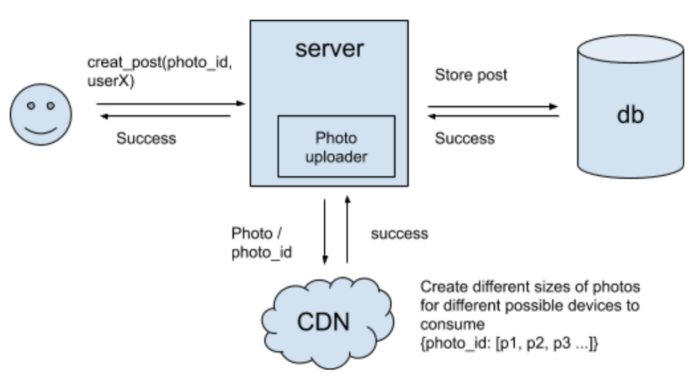 server
creat_post(photo_id,
userX)
Success
Photo
uploader
Store post
Success
db
Photo /
photo_id
success
CDN
Create different sizes of photos
for different possible devices to
consume
{photo_id: [p1, p2, p3 ...]}